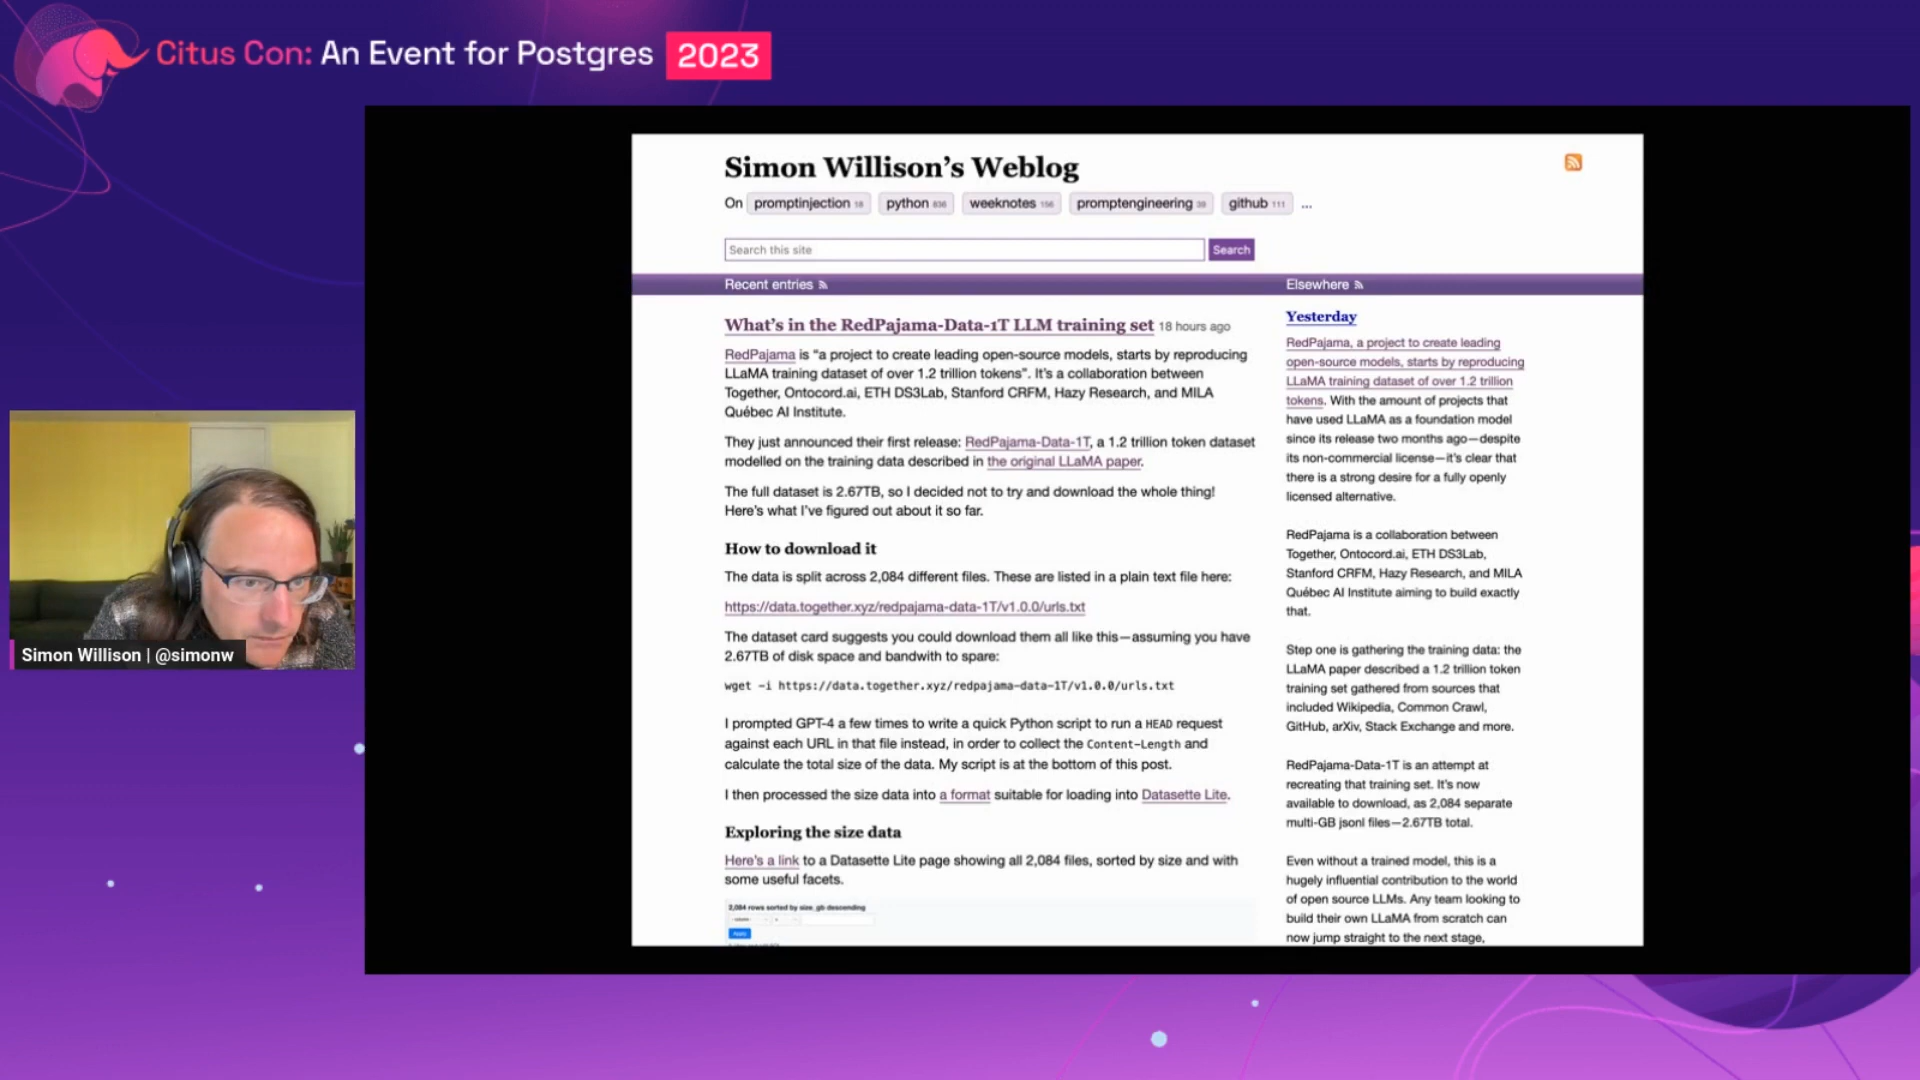 Citus Con: An Event for Postgres 2023
Simon Willison's Weblog
On promptinjection 18 python 836 weeknotes 156 promptengineering 39 github 111 ...
Search this site Search
Recent entries
What's in the RedPajama-Data-1T LLM training set 18 hours ago
RedPajama is “a project to create leading open-source models, starts by reproducing
LLaMA training dataset of over 1.2 trillion tokens”. It's a collaboration between
Together, Ontocord.ai, ETH DS3Lab, Stanford CRFM, Hazy Research, and MILA
Québec AI Institute.
They just announced their first release: RedPajama-Data-1T, a 1.2 trillion token dataset
modelled on the training data described in the original LLaMA paper.
The full dataset is 2.67TB, so I decided not to try and download the whole thing!
Here's what I've figured out about it so far.
How to download it
The data is split across 2,084 different files. These are listed in a plain text file here:
https://data.together.xyz/redpajama-data-1T/v1.0.0/urls.txt
The dataset card suggests you could download them all like this—assuming you have
2.67TB of disk space and bandwith to spare:
wget -i https://data.together.xyz/redpajama-data-1T/v1.0.0/urls.txt
I prompted GPT-4 a few times to write a quick Python script to run a HEAD request
against each URL in that file instead, in order to collect the Content-Length and
calculate the total size of the data. My script is at the bottom of this post.
I then processed the size data into a format suitable for loading into Datasette Lite.
Exploring the size data
Here's a link to a Datasette Lite page showing all 2,084 files, sorted by size and with
some useful facets.
2,084 rows sorted by size_gb descending
Apply
Elsewhere
Yesterday
RedPajama, a project to create leading
open-source models, starts by reproducing
LLaMA training dataset of over 1.2 trillion
tokens. With the amount of projects that
have used LLaMA as a foundation model
since its release two months ago—despite
its non-commercial license—it's clear that
there is a strong desire for a fully openly
licensed alternative.
RedPajama is a collaboration between
Together, Ontocord.ai, ETH DS3Lab,
Stanford CRFM, Hazy Research, and MILA
Québec AI Institute aiming to build exactly
that.
Step one is gathering the training data: the
LLaMA paper described a 1.2 trillion token
training set gathered from sources that
included Wikipedia, Common Crawl,
GitHub, arXiv, Stack Exchange and more.
RedPajama-Data-1T is an attempt at
recreating that training set. It's now
available to download, as 2,084 separate
multi-GB jsonl files—2.67TB total.
Even without a trained model, this is a
hugely influential contribution to the world
of open source LLMs. Any team looking to
build their own LLaMA from scratch can
now jump straight to the next stage,
Simon Willison | @simonw